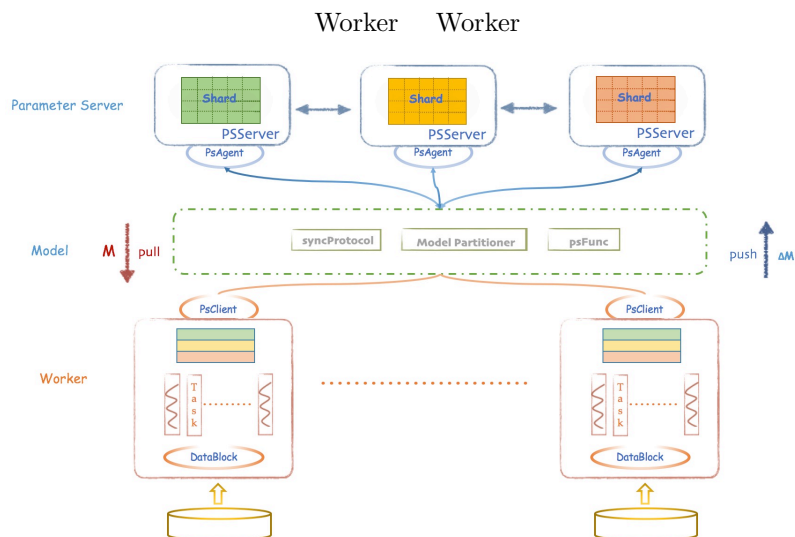 Worker Worker
Parameter Server
Shard Shard Shard
PSServer PSServer PSServer
PsAgent PsAgent PsAgent
Model
M pull
syncProtocol Model Partitioner psFunc
push ΔM
PsClient PsClient
Worker
Task Task
DataBlock DataBlock